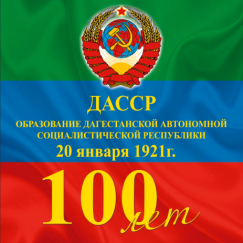 ДАССР
ОБРАЗОВАНИЕ ДАГЕСТАНСКОЙ АВТОНОМНОЙ
СОЦИАЛИСТИЧЕСКОЙ РЕСПУБЛИКИ
20 января 1921г.
100 лет